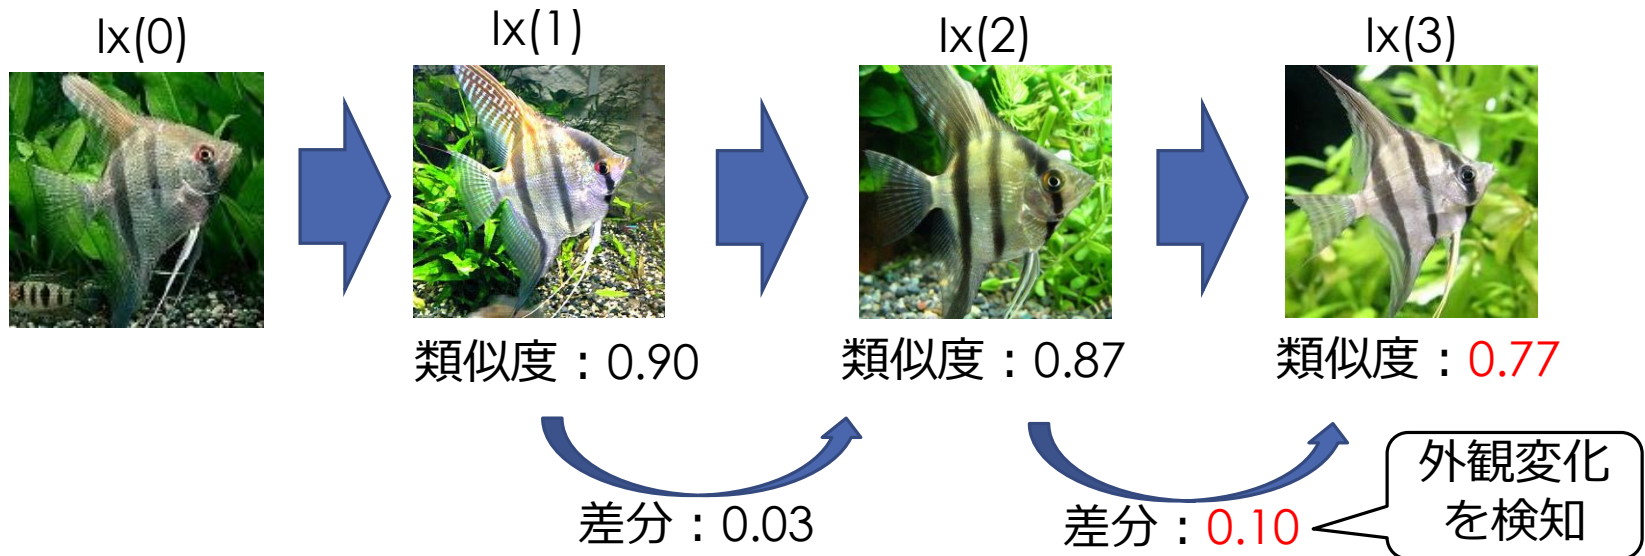 Ix(0)
Ix(1)
Ix(2)
Ix(3)
類似度：0.90
類似度：0.87
類似度：0.77
差分：0.03
差分：0.10
外観変化
を検知